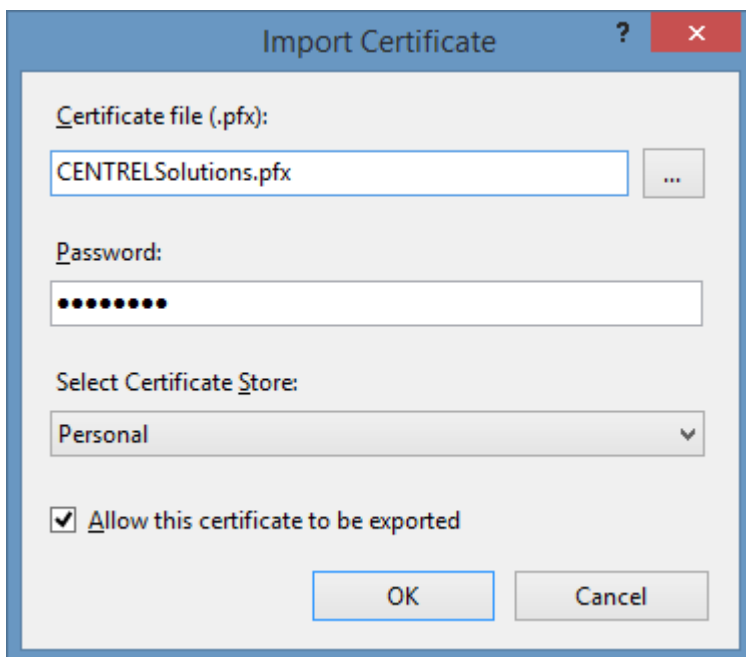 Import Certificate
?
×
Certificate file (.pfx):
CENTRELSolutions.pfx
...
Password:
●●●●●●●●
Select Certificate Store:
Personal
Allow this certificate to be exported
OK
Cancel